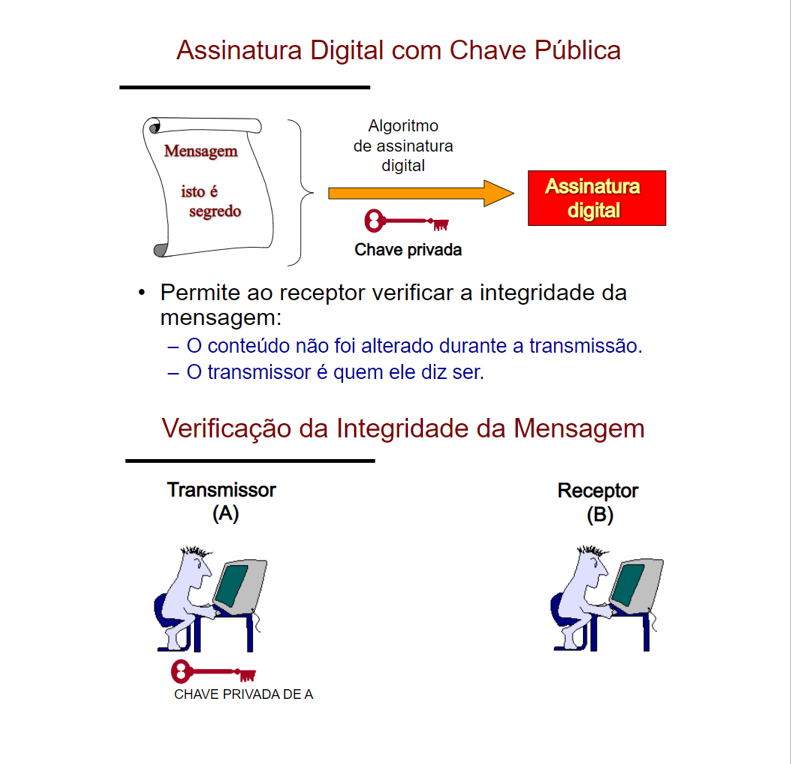 Assinatura Digital com Chave Pública
Mensagem
isto é
segredo
Algoritmo
de assinatura
digital
Chave privada
Assinatura
digital
• Permite ao receptor verificar a integridade da
mensagem:
– O conteúdo não foi alterado durante a transmissão.
– O transmissor é quem ele diz ser.
Verificação da Integridade da Mensagem
Transmissor
(A)
Receptor
(B)
CHAVE PRIVADA DE A